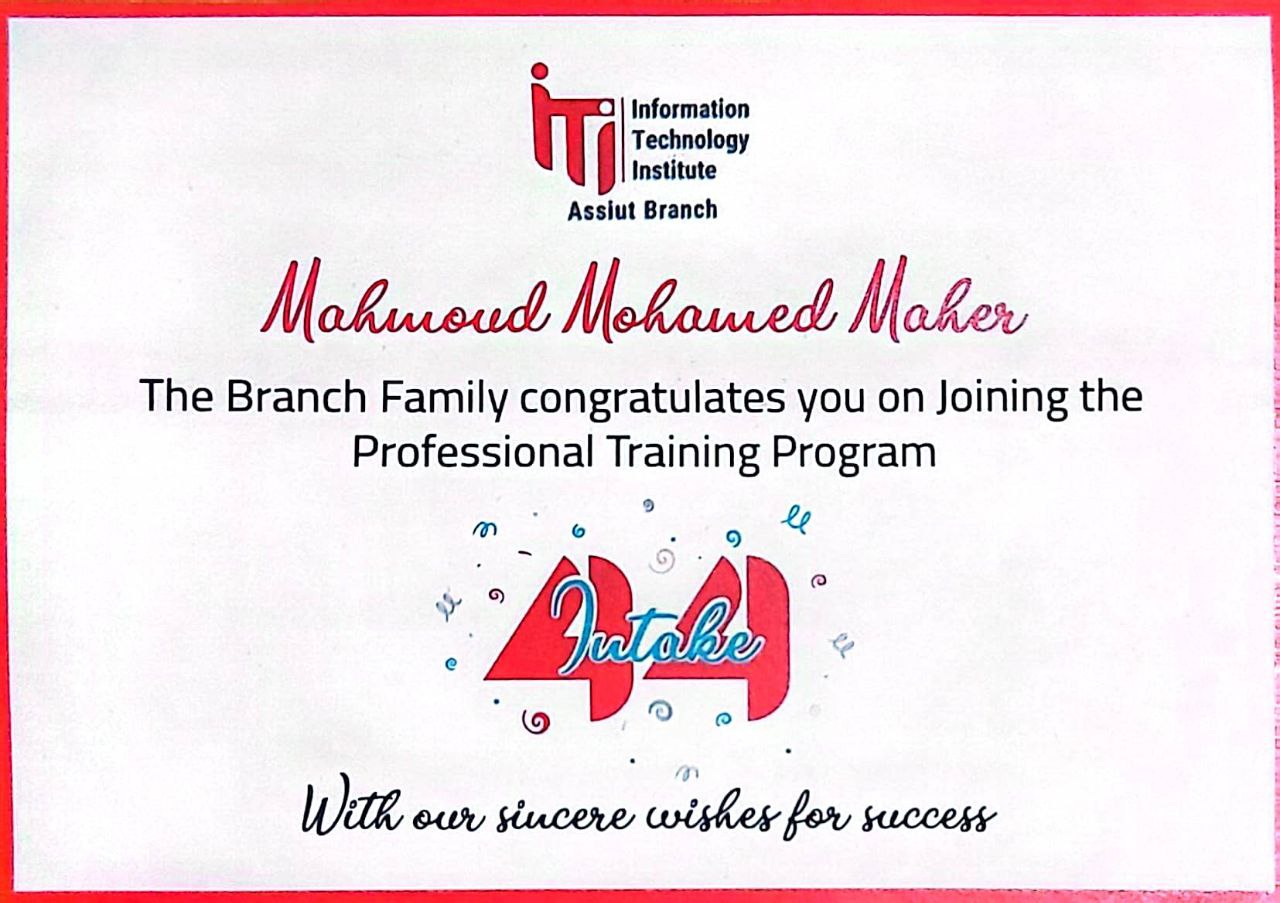 iTi
Information
Technology
Institute
Assiut Branch
Mahmoud Mohamed Maher
The Branch Family congratulates you on Joining the
Professional Training Program
44
Intake
With our sincere wishes for success